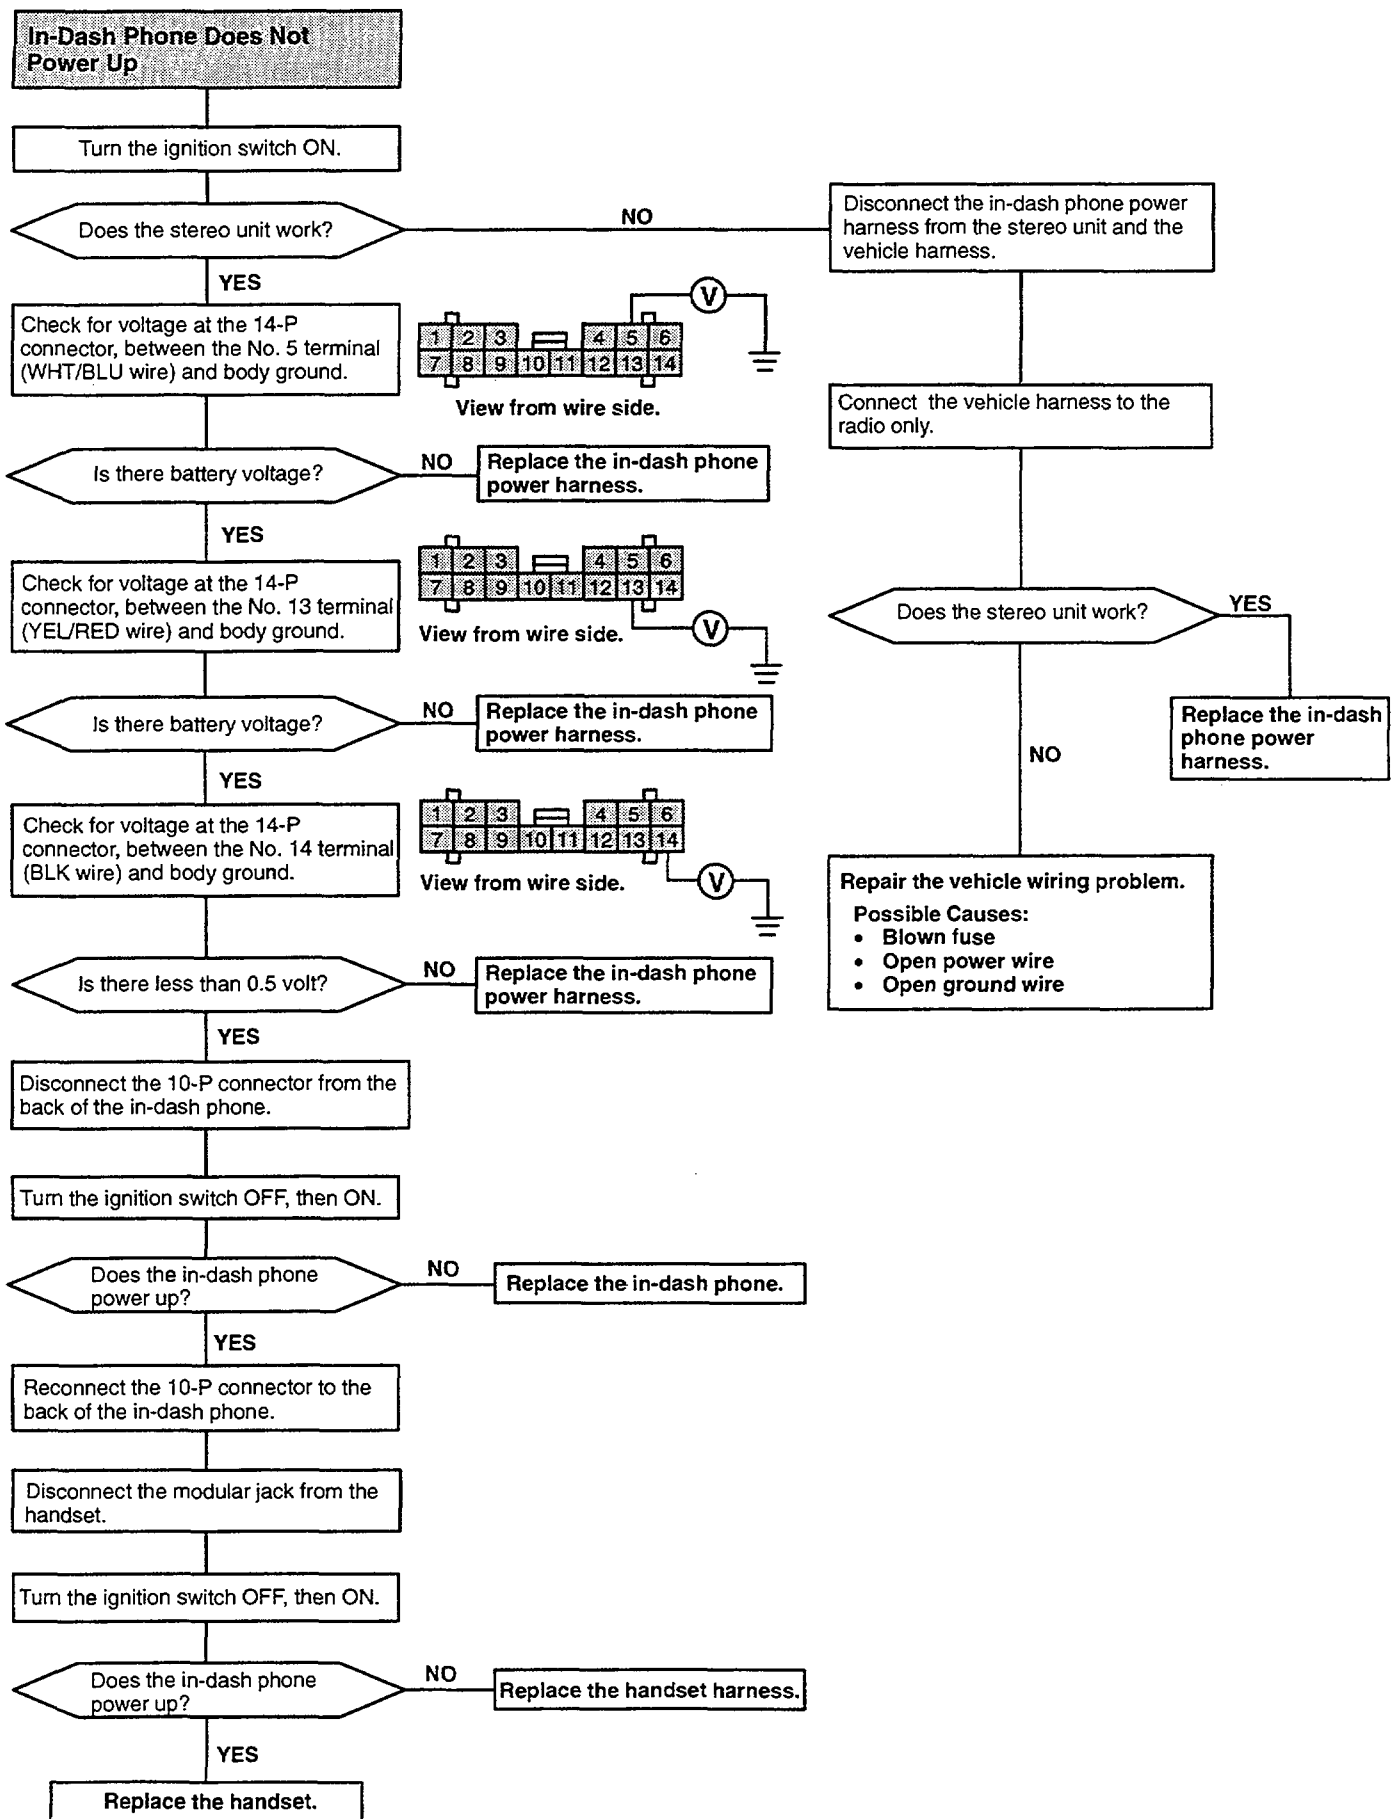 In-Dash Phone Does Not
Power Up
Turn the ignition switch ON.
Does the stereo unit work?
NO
Disconnect the in-dash phone power
harness from the stereo unit and the
vehicle harness.
YES
Check for voltage at the 14-P
connector, between the No. 5 terminal
(WHT/BLU wire) and body ground.
V
1 2 3 4 5 6
7 8 9 10 11 12 13 14
View from wire side.
Connect the vehicle harness to the
radio only.
Is there battery voltage?
NO
Replace the in-dash phone
power harness.
YES
Check for voltage at the 14-P
connector, between the No. 13 terminal
(YEL/RED wire) and body ground.
1 2 3 4 5 6
7 8 9 10 11 12 13 14
View from wire side.
V
Does the stereo unit work?
YES
Replace the in-dash
phone power
harness.
NO
Is there battery voltage?
NO
Replace the in-dash phone
power harness.
YES
Check for voltage at the 14-P
connector, between the No. 14 terminal
(BLK wire) and body ground.
1 2 3 4 5 6
7 8 9 10 11 12 13 14
View from wire side.
V
Repair the vehicle wiring problem.
Possible Causes:
• Blown fuse
• Open power wire
• Open ground wire
Is there less than 0.5 volt?
NO
Replace the in-dash phone
power harness.
YES
Disconnect the 10-P connector from the
back of the in-dash phone.
Turn the ignition switch OFF, then ON.
Does the in-dash phone
power up?
NO
Replace the in-dash phone.
YES
Reconnect the 10-P connector to the
back of the in-dash phone.
Disconnect the modular jack from the
handset.
Turn the ignition switch OFF, then ON.
Does the in-dash phone
power up?
NO
Replace the handset harness.
YES
Replace the handset.